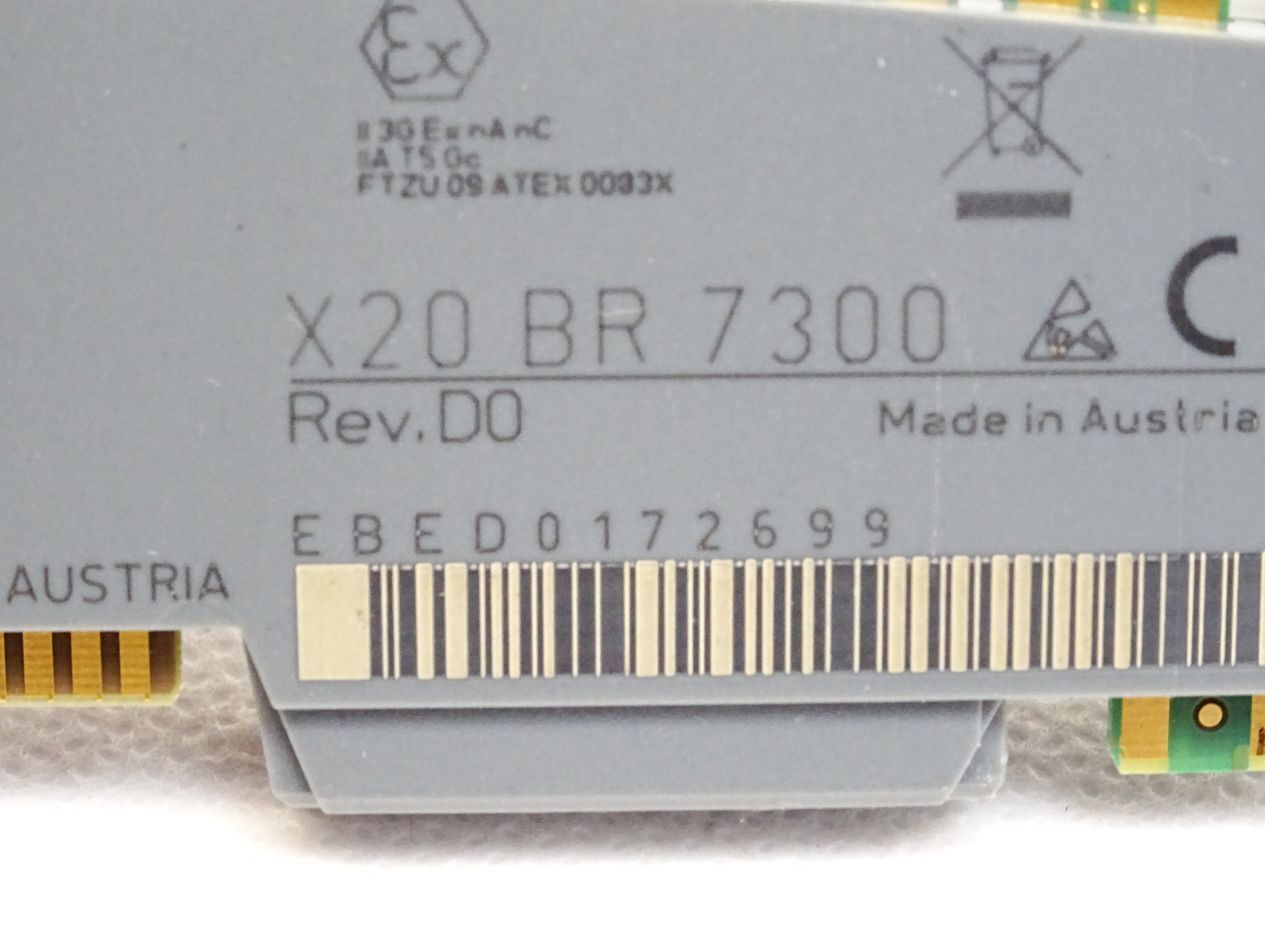 Ex
II 3G Ex nA nC
IIA T5 Gc
FTZU 09 ATEX 0083X
X20 BR 7300
C
Rev.D0
Made in Austria
EBED0172699
AUSTRIA